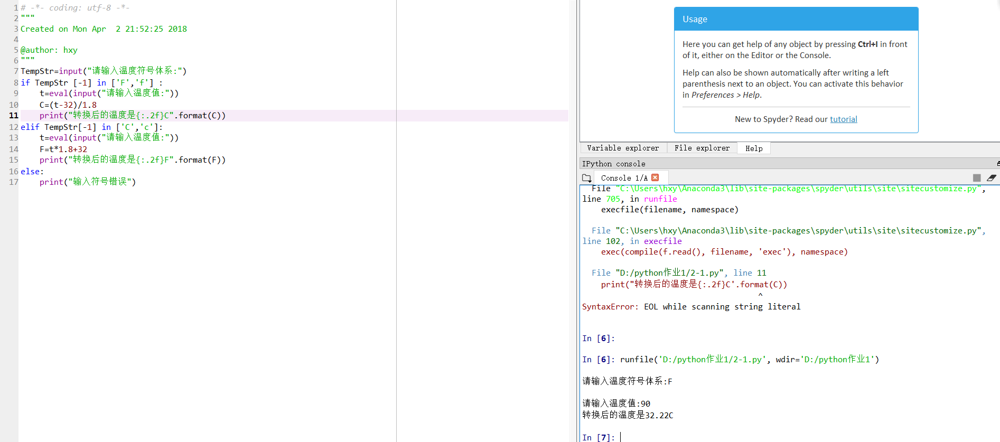 1 # -*- coding: utf-8 -*-
2 """
3 Created on Mon Apr  2 21:52:25 2018
4
5 @author: hxy
6 """
7 TempStr=input("请输入温度符号体系:")
8 if TempStr [-1] in ['F','f'] :
9     t=eval(input("请输入温度值:"))
10     C=(t-32)/1.8
11     print("转换后的温度是{:.2f}C".format(C))
12 elif TempStr[-1] in ['C','c']:
13     t=eval(input("请输入温度值:"))
14     F=t*1.8+32
15     print("转换后的温度是{:.2f}F".format(F))
16 else:
17     print("输入符号错误")
Usage
Here you can get help of any object by pressing Ctrl+I in front
of it, either on the Editor or the Console.
Help can also be shown automatically after writing a left
parenthesis next to an object. You can activate this behavior
in Preferences > Help.
New to Spyder? Read our tutorial
Variable explorer File explorer Help
IPython console
Console 1/A
File "C:\Users\hxy\Anaconda3\lib\site-packages\spyder\utils\site\sitecustomize.py",
line 705, in runfile
execfile(filename, namespace)
File "C:\Users\hxy\Anaconda3\lib\site-packages\spyder\utils\site\sitecustomize.py",
line 102, in execfile
exec(compile(f.read(), filename, 'exec'), namespace)
File "D:/python作业1/2-1.py", line 11
print("转换后的温度是{:.2f}C'.format(C))
^
SyntaxError: EOL while scanning string literal
In [6]:
In [6]: runfile('D:/python作业1/2-1.py', wdir='D:/python作业1')
请输入温度符号体系:F
请输入温度值:90
转换后的温度是32.22C
In [7]: